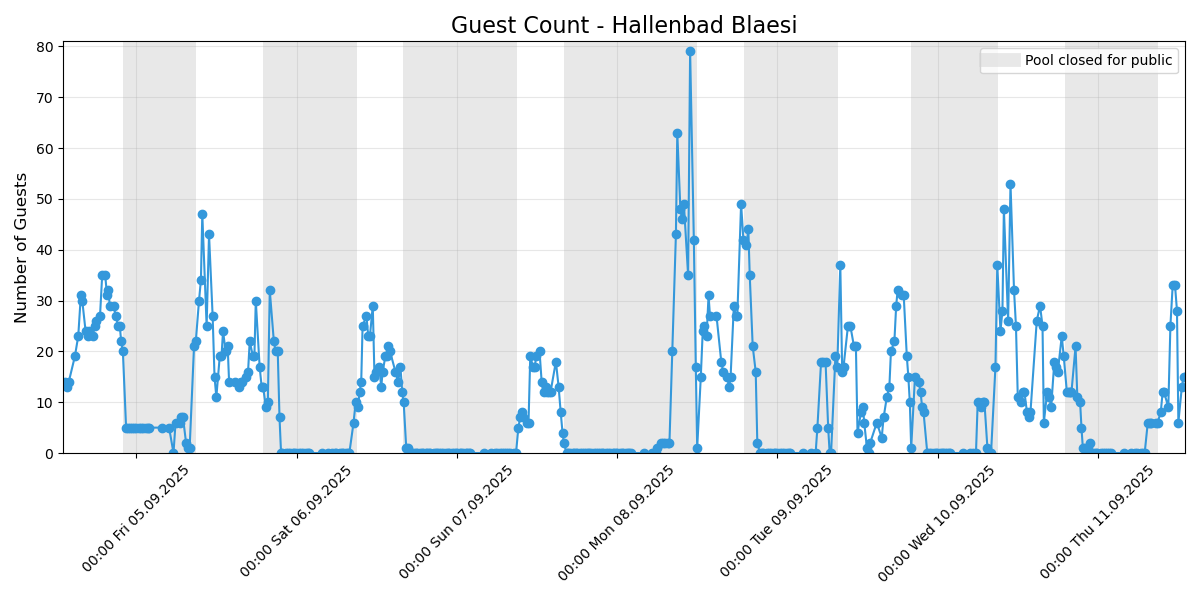 Guest Count - Hallenbad Blaesi
Pool closed for public
Number of Guests
80
70
60
50
40
30
20
10
0
00:00 Fri 05.09.2025
00:00 Sat 06.09.2025
00:00 Sun 07.09.2025
00:00 Mon 08.09.2025
00:00 Tue 09.09.2025
00:00 Wed 10.09.2025
00:00 Thu 11.09.2025